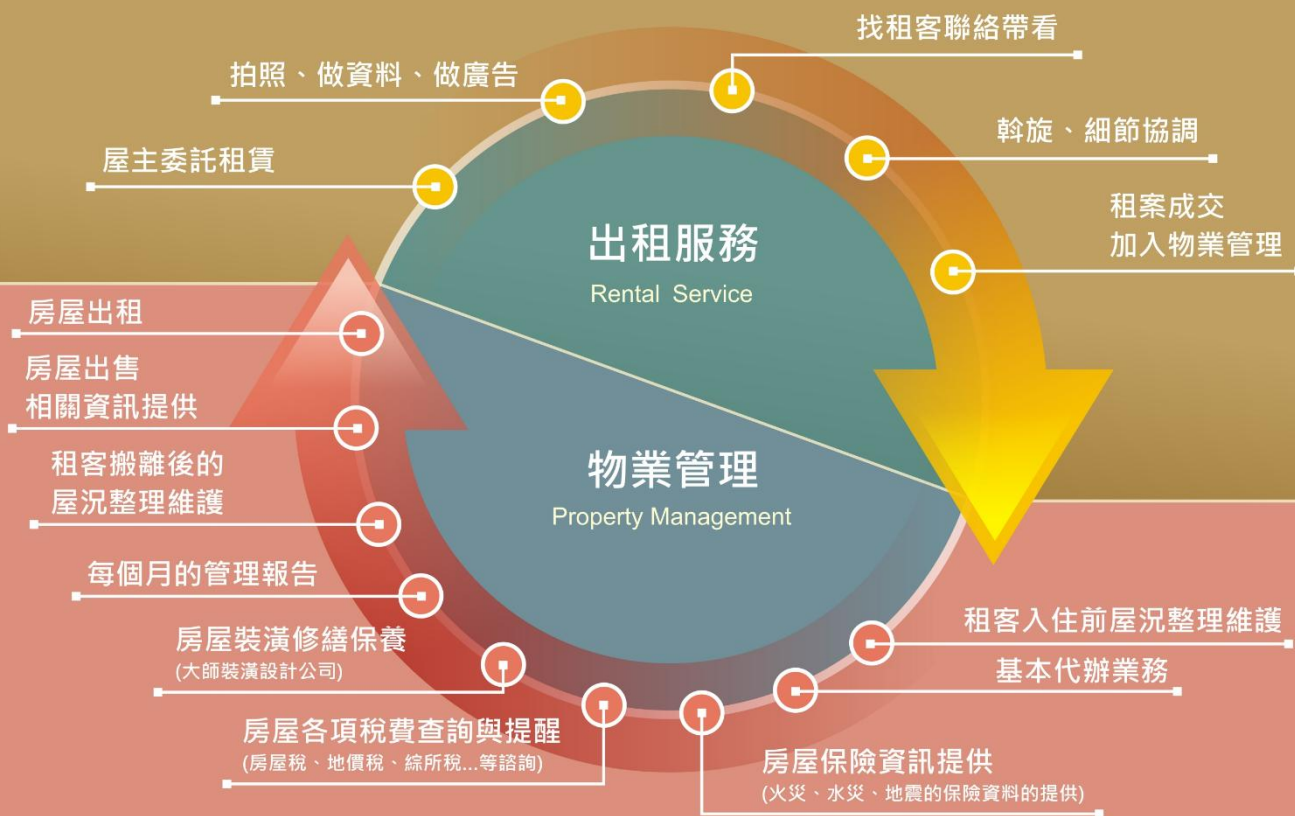 找租客聯絡帶看
拍照、做資料、做廣告
斡旋、細節協調
屋主委託租賃
租案成交
加入物業管理
出租服務
Rental Service
房屋出租
房屋出售
相關資訊提供
租客搬離後的
屋況整理維護
物業管理
Property Management
每個月的管理報告
租客入住前屋況整理維護
房屋裝潢修繕保養
(大師裝潢設計公司)
基本代辦業務
房屋各項稅費查詢與提醒
(房屋稅、地價稅、綜所稅...等諮詢)
房屋保險資訊提供
(火災、水災、地震的保險資料的提供)